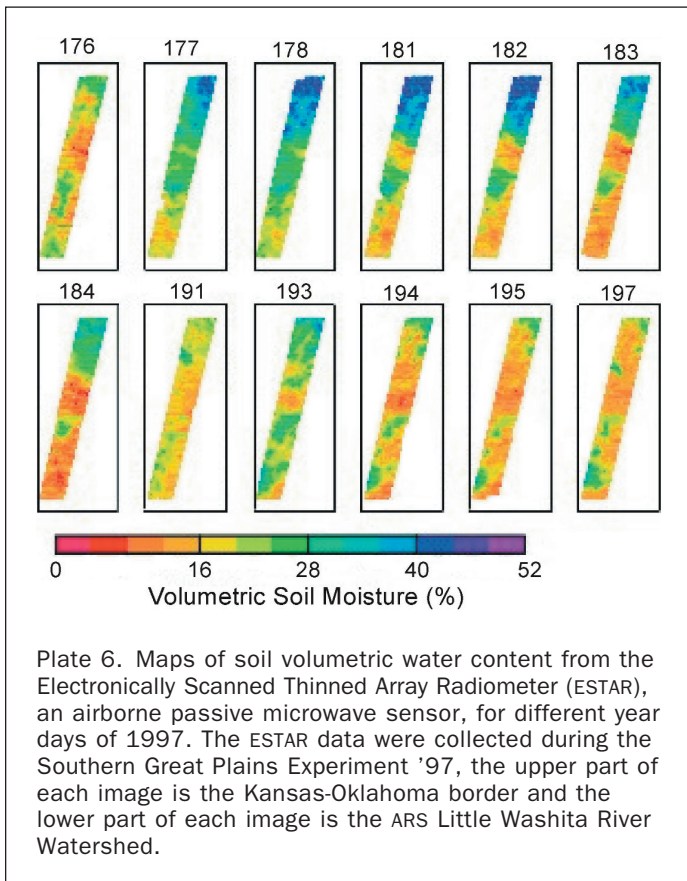 176 177 178 181 182 183
184 191 193 194 195 197
0 16 28 40 52
Volumetric Soil Moisture (%)
Plate 6. Maps of soil volumetric water content from the
Electronically Scanned Thinned Array Radiometer (ESTAR),
an airborne passive microwave sensor, for different year
days of 1997. The ESTAR data were collected during the
Southern Great Plains Experiment '97, the upper part of
each image is the Kansas-Oklahoma border and the
lower part of each image is the ARS Little Washita River
Watershed.